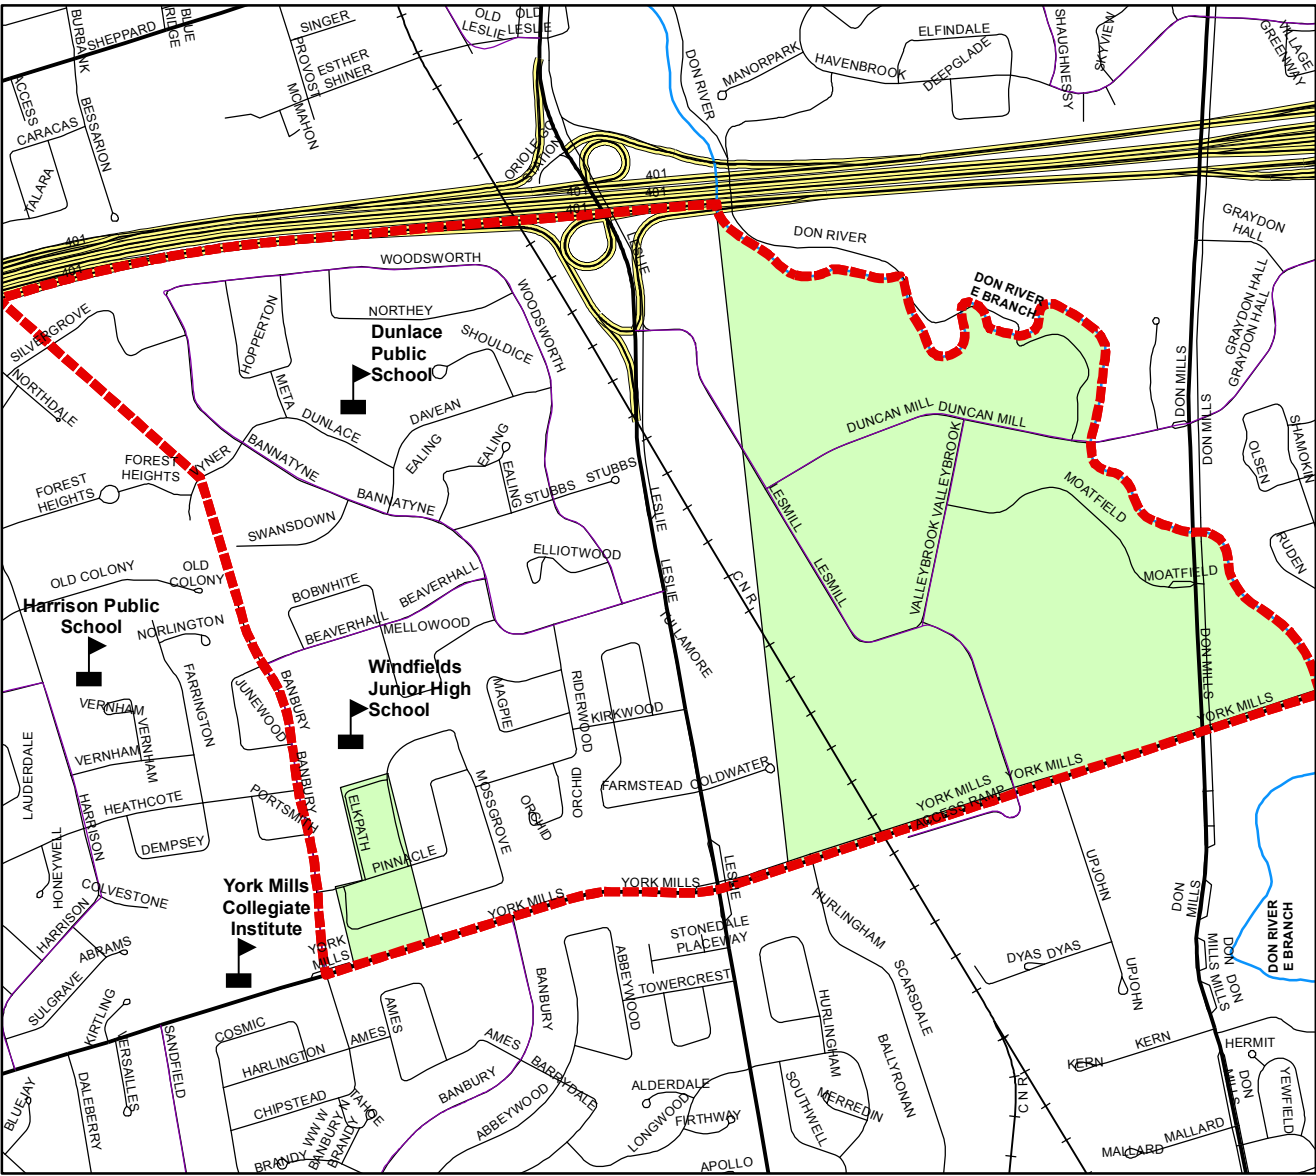 BURBANK
SHEPPARD
BLUE
RIDGE
SINGER
PROVOST
ESTHER
SHINER
MCMAHON
OLD
LESLIE
OLD
LESLIE
DON RIVER
MANORPARK
HAVENBROOK
ELFINDALE
DEEPGLADE
SHAUGHNESSY
SKYVIEW
VILLAGE
GREENWAY
ACCESS
CARACAS
BESSARION
TALARA
ORIOLE GO
STATION
401
401
401
401
401
401
LESLIE
DON RIVER
DON RIVER
E BRANCH
GRAYDON
HALL
GRAYDON HALL
GRAYDON HALL
WOODSWORTH
WOODSWORTH
SILVERGROVE
NORTHDALE
HOPPERTON
NORTHEY
Dunlace
Public
School
SHOULDICE
META
DUNLACE
DAVEAN
EALING
EALING
EALING
STUBBS
STUBBS
BANNATYNE
BANNATYNE
FOREST
HEIGHTS
FOREST
HEIGHTS
VYNER
SWANSDOWN
ELLIOTWOOD
LESLIE
LESLIE
TULLAMORE
C.N.R
DUNCAN MILL
DUNCAN MILL
DON MILLS
DON MILLS
OLSEN
SHAMOKIN
RUDEN
LESMILL
LESMILL
VALLEYBROOK
VALLEYBROOK
MOATFIELD
MOATFIELD
DON MILLS
OLD COLONY
OLD
COLONY
Harrison Public
School
NORLINGTON
BOBWHITE
BEAVERHALL
BEAVERHALL
MELLOWOOD
Windfields
Junior High
School
FARRINGTON
JUNEWOOD
BANBURY
BANBURY
MAGPIE
RIDERWOOD
KIRKWOOD
VERNHAM
VERNHAM
VERNHAM
LAUDERDALE
HARRISON
HEATHCOTE
PORTSMITH
DEMPSEY
HONEYWELL
COLVESTONE
HARRISON
ABRAMS
SULGRAVE
ELKPATH
PINNACLE
MOSSGROVE
ORCHID
ORCHID
FARMSTEAD
COLDWATER
YORK MILLS
YORK MILLS
YORK MILLS
ACCESS RAMP
YORK MILLS
YORK MILLS
LESLIE
York Mills
Collegiate
Institute
YORK
MILLS
STONEDALE
PLACEWAY
TOWERCREST
HURLINGHAM
HURLINGHAM
SCARSDALE
UPJOHN
UPJOHN
DYAS
DYAS
DON
MILLS
DON
MILLS
DON
DON
MILLS
DON RIVER
E BRANCH
KIRTLING
VERSAILLES
SANDFIELD
COSMIC
HARLINGTON
AMES
AMES
AMES
BANBURY
BANBURY
ABBEYWOOD
ABBEYWOOD
BARRYDALE
CHIPSTEAD
TAHOE
BLUEJAY
DALEBERRY
BRANDY
WW W
BANBURY
BRANDY
ALDERDALE
LONGWOOD
FIRTHWAY
APOLLO
SOUTHWELL
MERREDIN
BALLYRONAN
C.N.R
KERN
KERN
HERMIT
DON
YEWFIELD
MALLARD
MALLARD